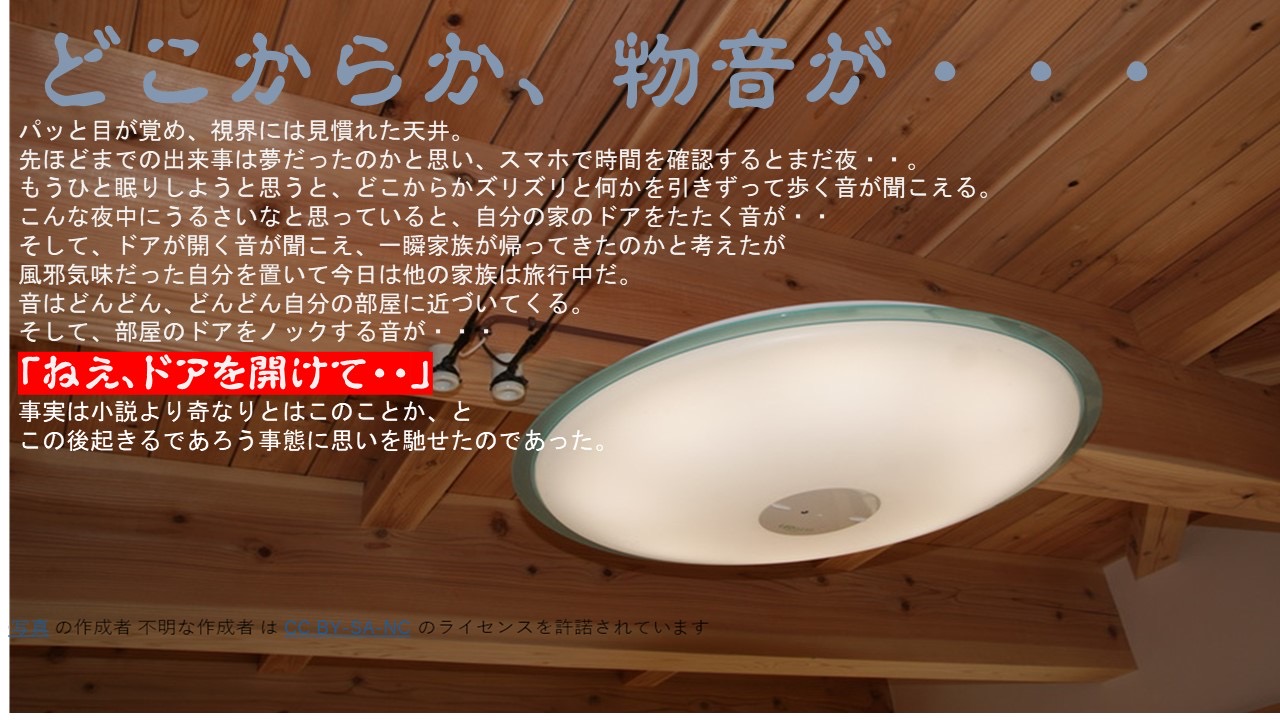 どこからか、物音が・・・
パッと目が覚め、視界には見慣れた天井。
先ほどまでの出来事は夢だったのかと思い、スマホで時間を確認するとまだ夜・・。
もうひと眠りしようと思うと、どこからかズリズリと何かを引きずって歩く音が聞こえる。
こんな夜中にうるさいなと思っていると、自分の家のドアをたたく音が・・
そして、ドアが開く音が聞こえ、一瞬家族が帰ってきたのかと考えたが
風邪気味だった自分を置いて今日は他の家族は旅行中だ。
音はどんどん、どんどん自分の部屋に近づいてくる。
そして、部屋のドアをノックする音が・・・
「ねえ、ドアを開けて・・」
事実は小説より奇なりとはこのことか、と
この後起きるであろう事態に思いを馳せたのであった。
写真 の作成者 不明な作成者 は CC BY-SA-NC のライセンスを許諾されています